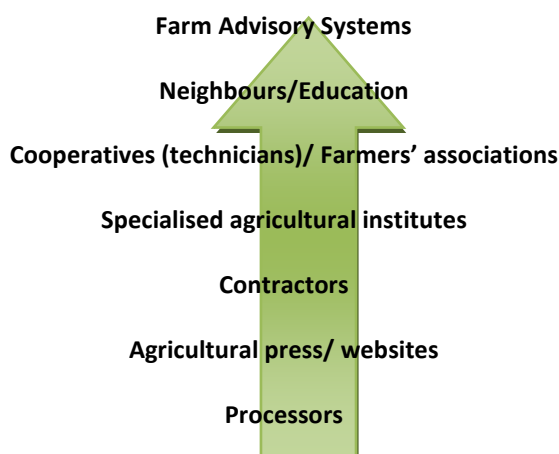 Farm Advisory Systems
Neighbours/Education
Cooperatives (technicians)/ Farmers’ associations
Specialised agricultural institutes
Contractors
Agricultural press/ websites
Processors